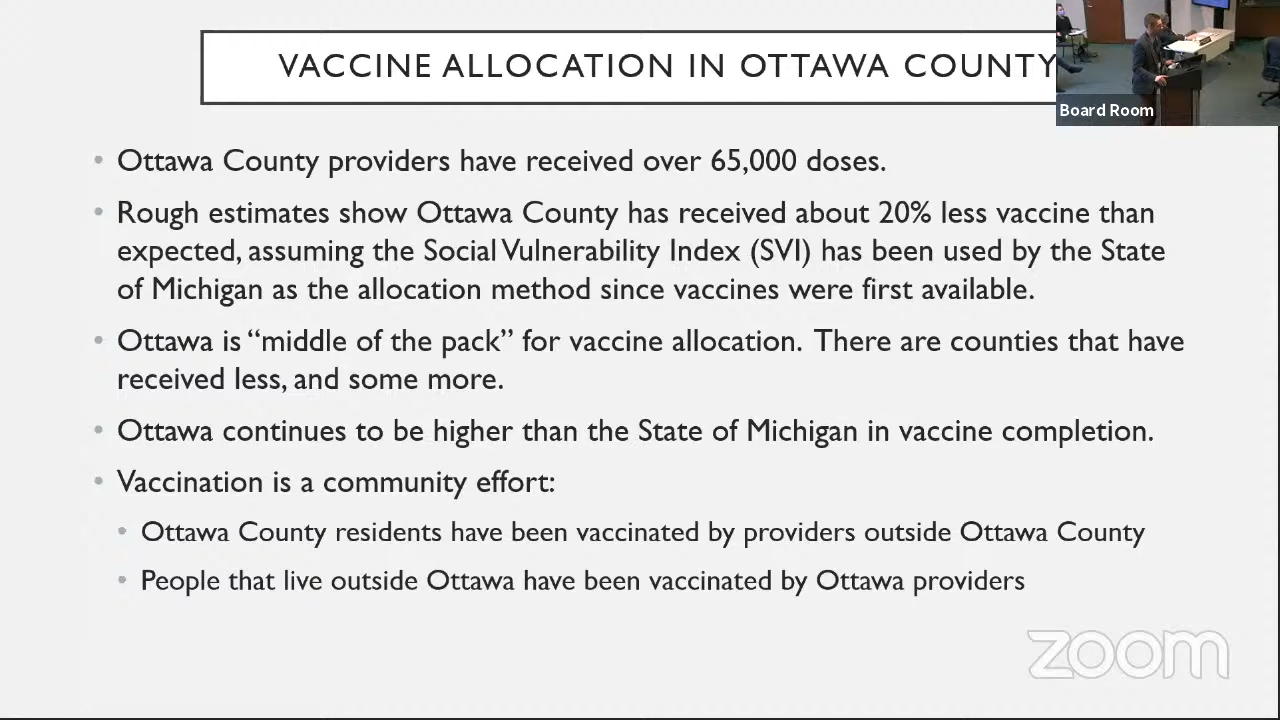 VACCINE ALLOCATION IN OTTAWA COUNTY
Board Room
• Ottawa County providers have received over 65,000 doses.
• Rough estimates show Ottawa County has received about 20% less vaccine than
expected, assuming the Social Vulnerability Index (SVI) has been used by the State
of Michigan as the allocation method since vaccines were first available.
• Ottawa is “middle of the pack” for vaccine allocation. There are counties that have
received less, and some more.
• Ottawa continues to be higher than the State of Michigan in vaccine completion.
• Vaccination is a community effort:
• Ottawa County residents have been vaccinated by providers outside Ottawa County
• People that live outside Ottawa have been vaccinated by Ottawa providers
zoom